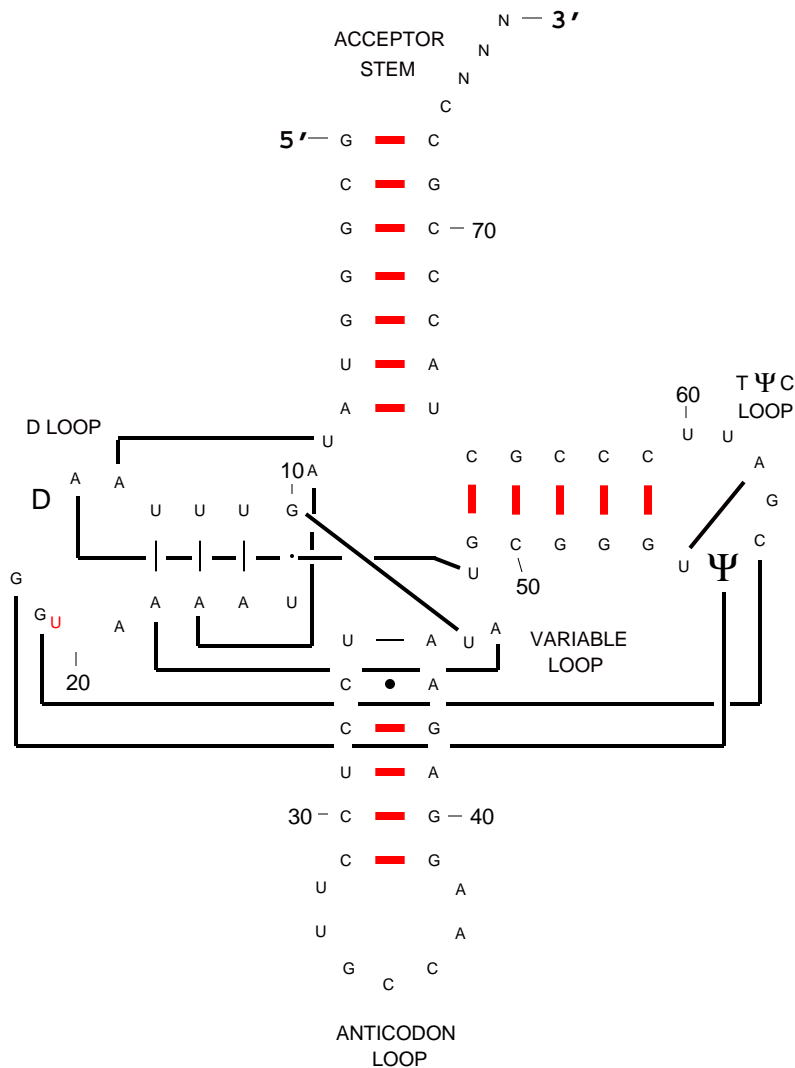 N 3'
ACCEPTOR
STEM
N
N
C
5' G C
C G
G C 70
G C
G C
U A
A U
T Ψ C
LOOP
60
D LOOP
U
U U
C G C C C
A
A A
10 A
D
G
U U U G
G C U G G G
C
U
U
Ψ
50
G
G U
A A A A U
U A U A
VARIABLE
LOOP
20
C A
C G
U A
30 C G 40
C G
U A
U A
G C
C
ANTICODON
LOOP